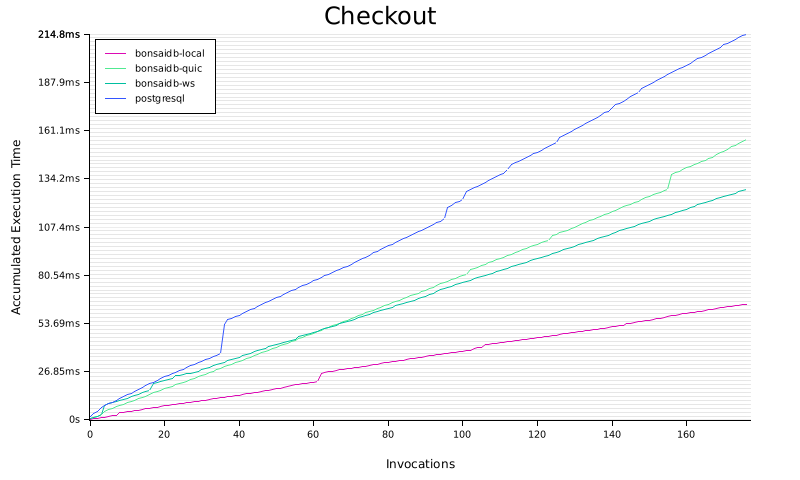 Checkout
214.8ms
187.9ms
161.1ms
134.2ms
107.4ms
80.54ms
53.69ms
26.85ms
0s
bonsaidb-local
bonsaidb-quic
bonsaidb-ws
postgresql
Accumulated Execution Time
0 20 40 60 80 100 120 140 160
Invocations